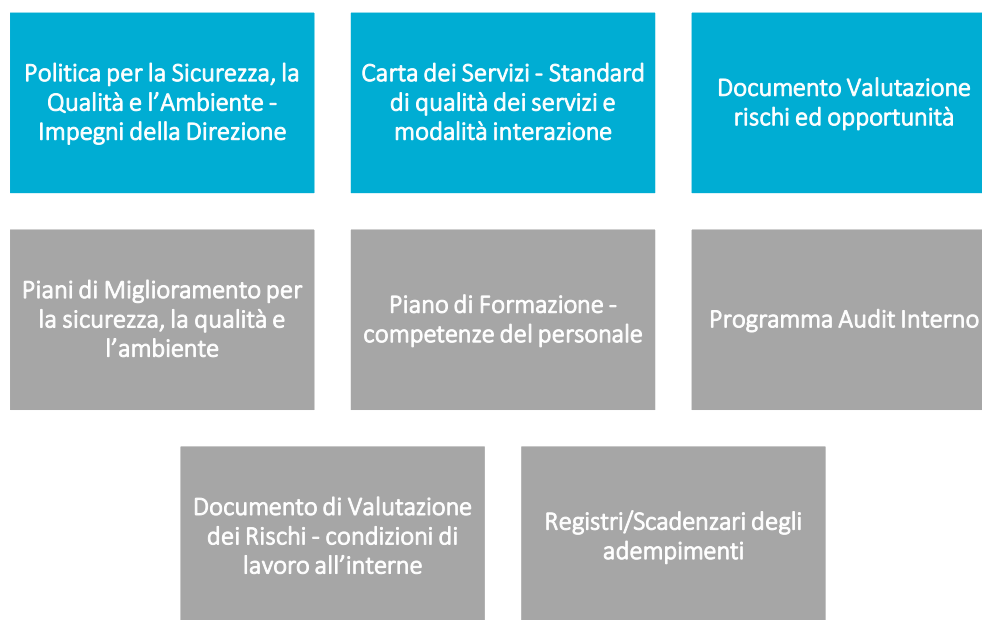 Politica per la Sicurezza, la
Qualità e l'Ambiente -
Impegni della Direzione
Carta dei Servizi - Standard
di qualità dei servizi e
modalità interazione
Documento Valutazione
rischi ed opportunità
Piani di Miglioramento per
la sicurezza, la qualità e
l'ambiente
Piano di Formazione -
competenze del personale
Programma Audit Interno
Documento di Valutazione
dei Rischi - condizioni di
lavoro all'interne
Registri/Scadenzari degli
adempimenti